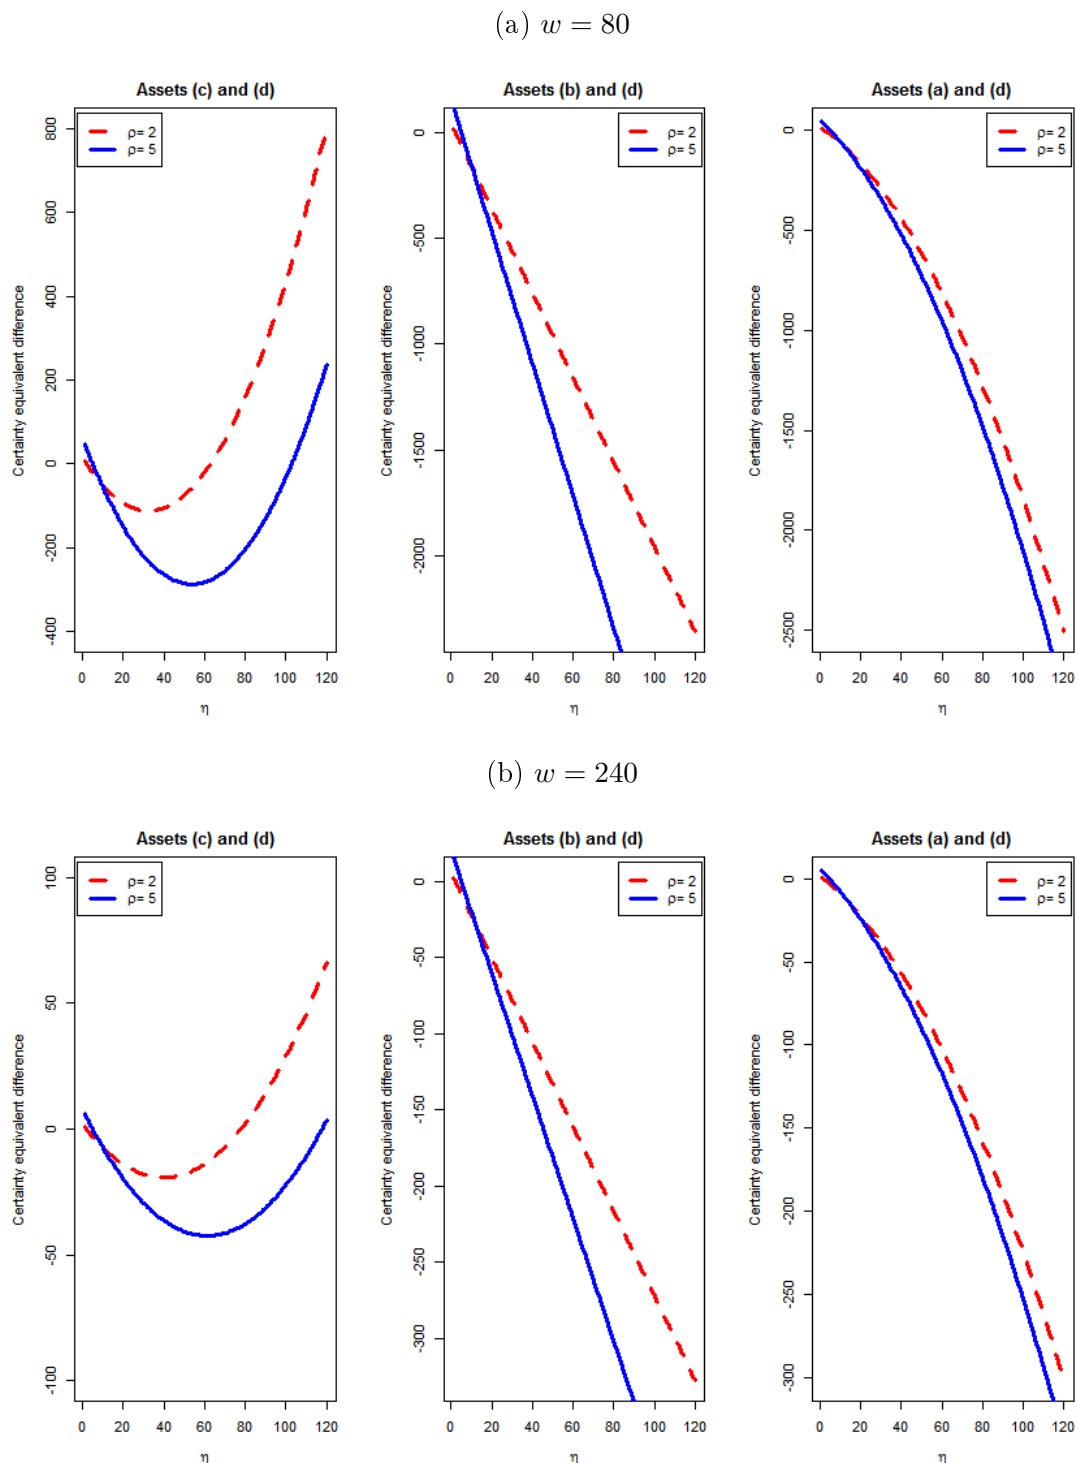 (a) w = 80
Assets (c) and (d)
Certainty equivalent difference
800
600
400
200
0
-200
-400
ρ= 2
ρ= 5
0 20 40 60 80 100 120
η
Assets (b) and (d)
Certainty equivalent difference
0
-500
-1000
-1500
-2000
ρ= 2
ρ= 5
0 20 40 60 80 100 120
η
Assets (a) and (d)
Certainty equivalent difference
0
-500
-1000
-1500
-2000
-2500
ρ= 2
ρ= 5
0 20 40 60 80 100 120
η
(b) w = 240
Assets (c) and (d)
Certainty equivalent difference
100
50
0
-50
-100
ρ= 2
ρ= 5
0 20 40 60 80 100 120
η
Assets (b) and (d)
Certainty equivalent difference
0
-50
-100
-150
-200
-250
-300
ρ= 2
ρ= 5
0 20 40 60 80 100 120
η
Assets (a) and (d)
Certainty equivalent difference
0
-50
-100
-150
-200
-250
-300
ρ= 2
ρ= 5
0 20 40 60 80 100 120
η